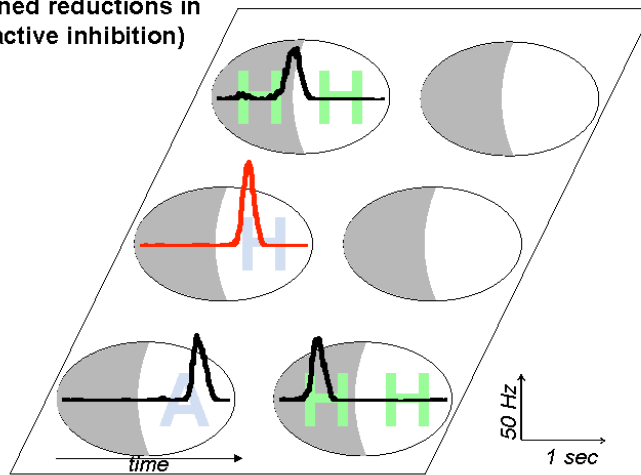 ned reductions in
active inhibition)
H H
H
A
H H
50 Hz
1 sec
time